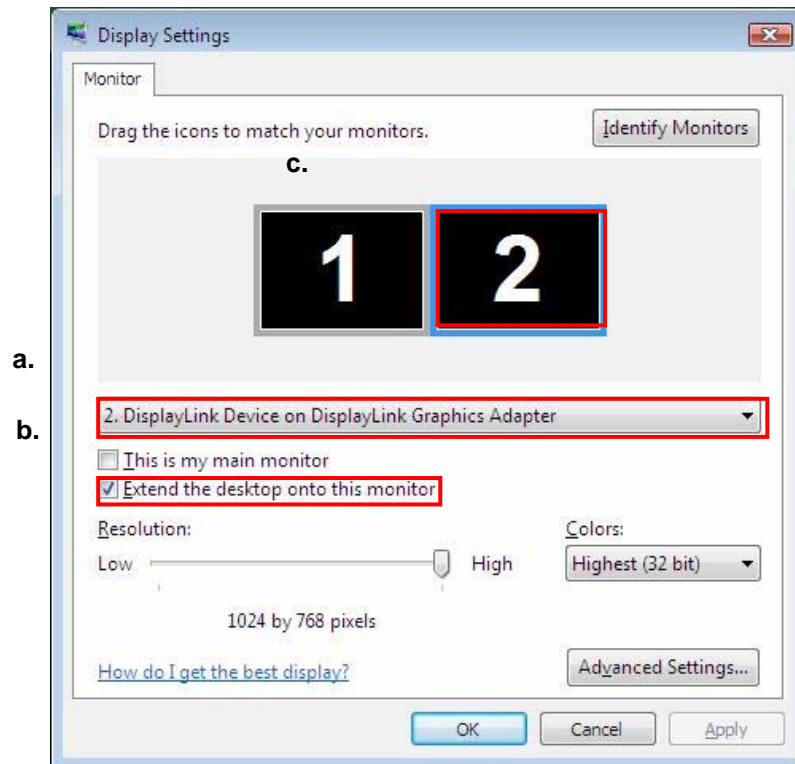 Display Settings
Monitor
Drag the icons to match your monitors.
Identify Monitors
c.
1
2
a.
2. DisplayLink Device on DisplayLink Graphics Adapter
b.
This is my main monitor
Extend the desktop onto this monitor
Resolution:
Colors:
Low
High
Highest (32 bit)
1024 by 768 pixels
How do I get the best display?
Advanced Settings...
OK
Cancel
Apply